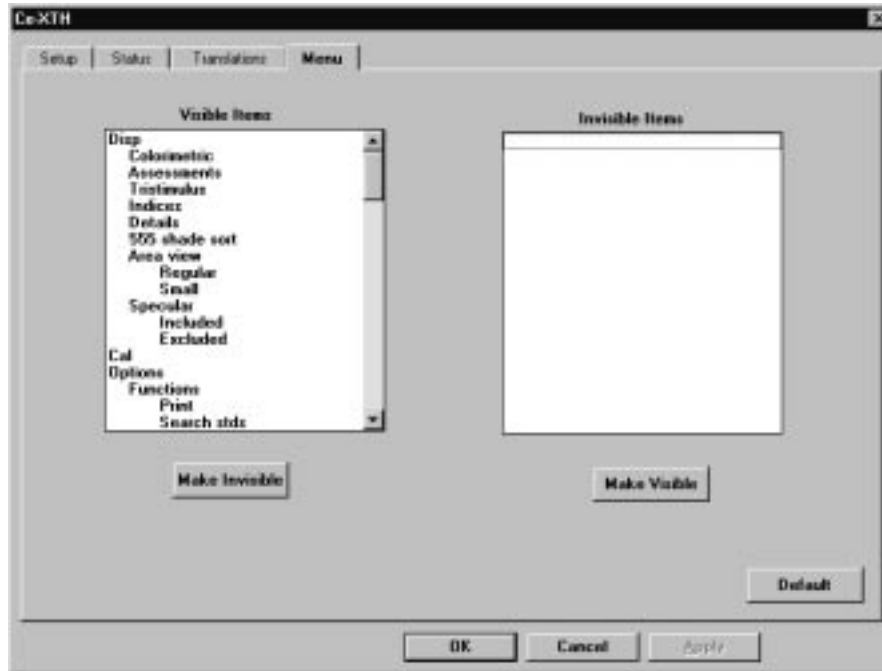 Ce-XTH
Setup Status Translations Menu
Visible Items
Invisible Items
Disp
Colorimetric
Assessments
Tristimulus
Indices
Details
555 shade sort
Area view
Regular
Small
Specular
Included
Excluded
Cal
Options
Functions
Print
Search stds
Make Invisible
Make Visible
Default
OK Cancel Apply